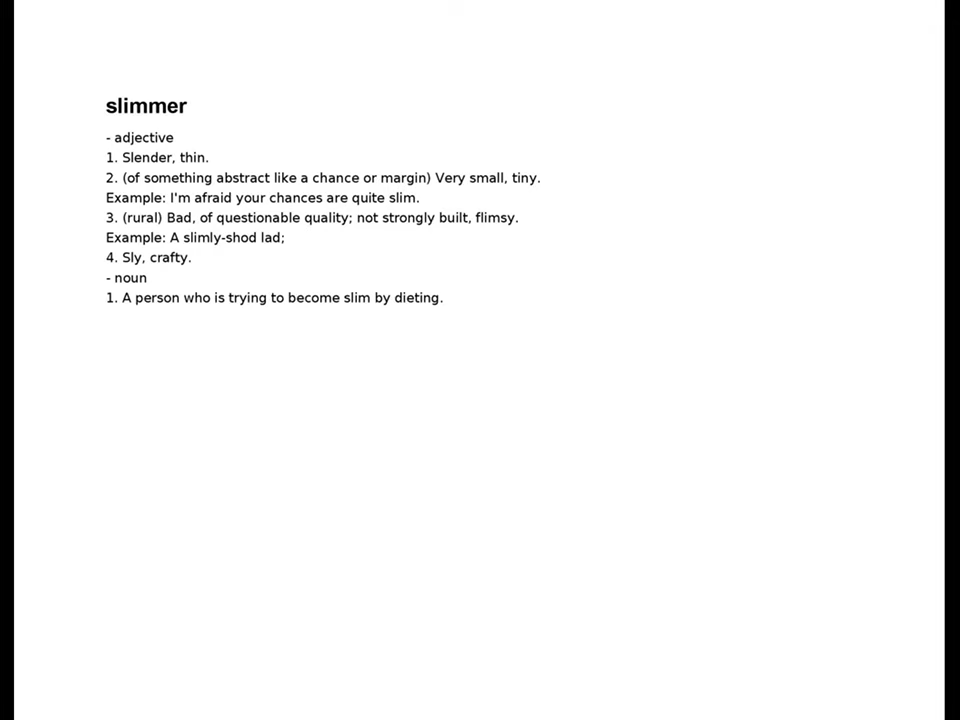 slimmer
- adjective
1. Slender, thin.
2. (of something abstract like a chance or margin) Very small, tiny.
Example: I'm afraid your chances are quite slim.
3. (rural) Bad, of questionable quality; not strongly built, flimsy.
Example: A slimly-shod lad;
4. Sly, crafty.
- noun
1. A person who is trying to become slim by dieting.